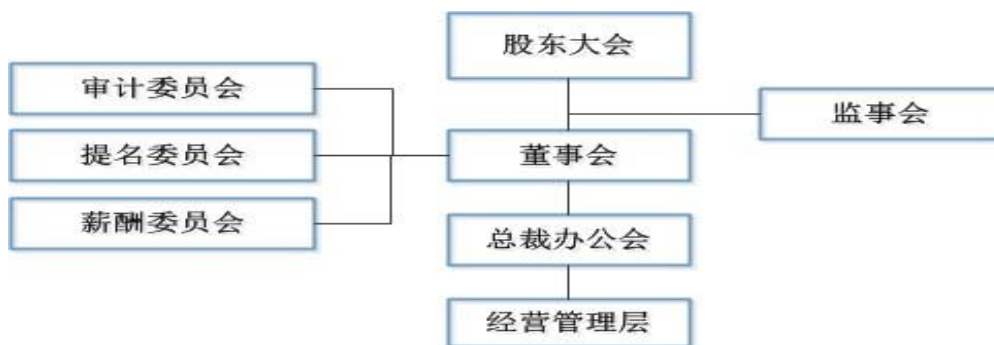 股东大会
审计委员会
监事会
提名委员会
董事会
薪酬委员会
总裁办公会
经营管理层